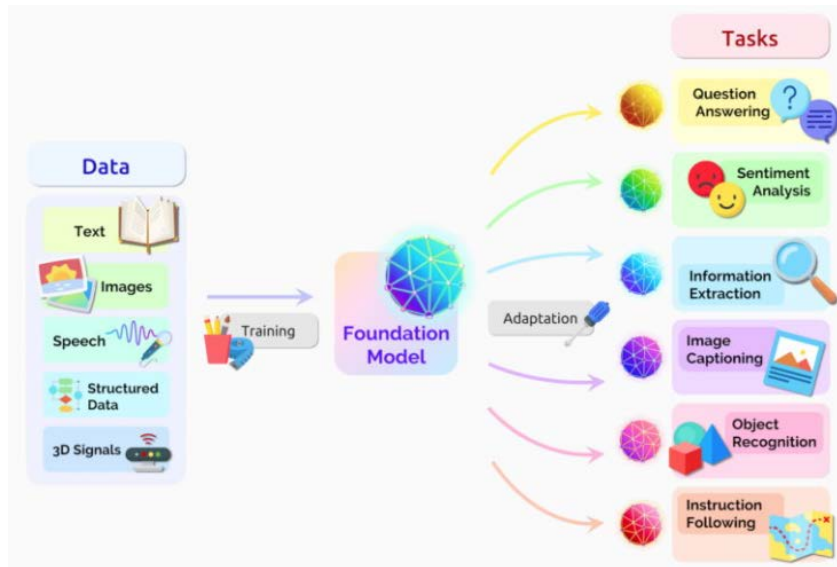 Tasks
Question
Answering
?
Data
Sentiment
Analysis
Text
Images
Information
Extraction
Training
Foundation
Model
Adaptation
Speech
Image
Captioning
Structured
Data
3D Signals
Object
Recognition
Instruction
Following